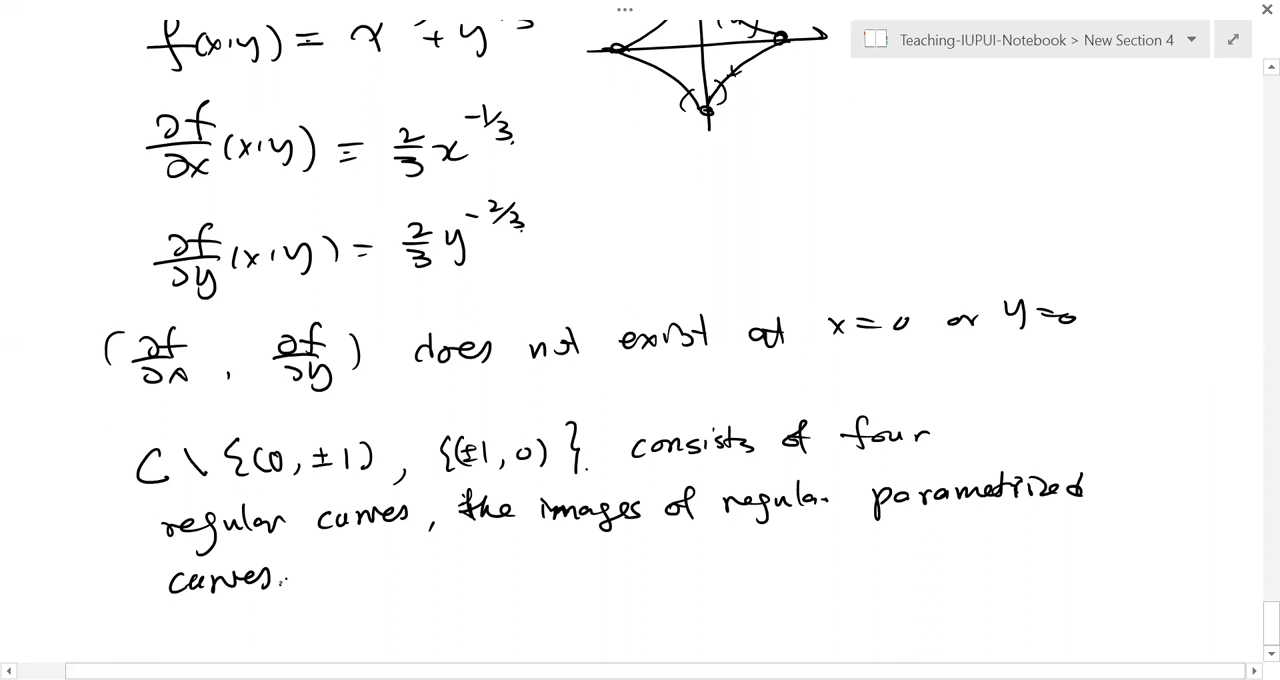 Teaching-IUPUI-Notebook > New Section 4
f(x,y) = x + y
∂f/∂x (x,y) = 2/3 x^{-1/3}
∂f/∂y (x,y) = 2/3 y^{-2/3}
(∂f/∂x, ∂f/∂y) does not exist at x=0 or y=0
C \ {(0, ±1), {(±1, 0)}. consists of four
regular curves, the images of regular parametrized
curves.